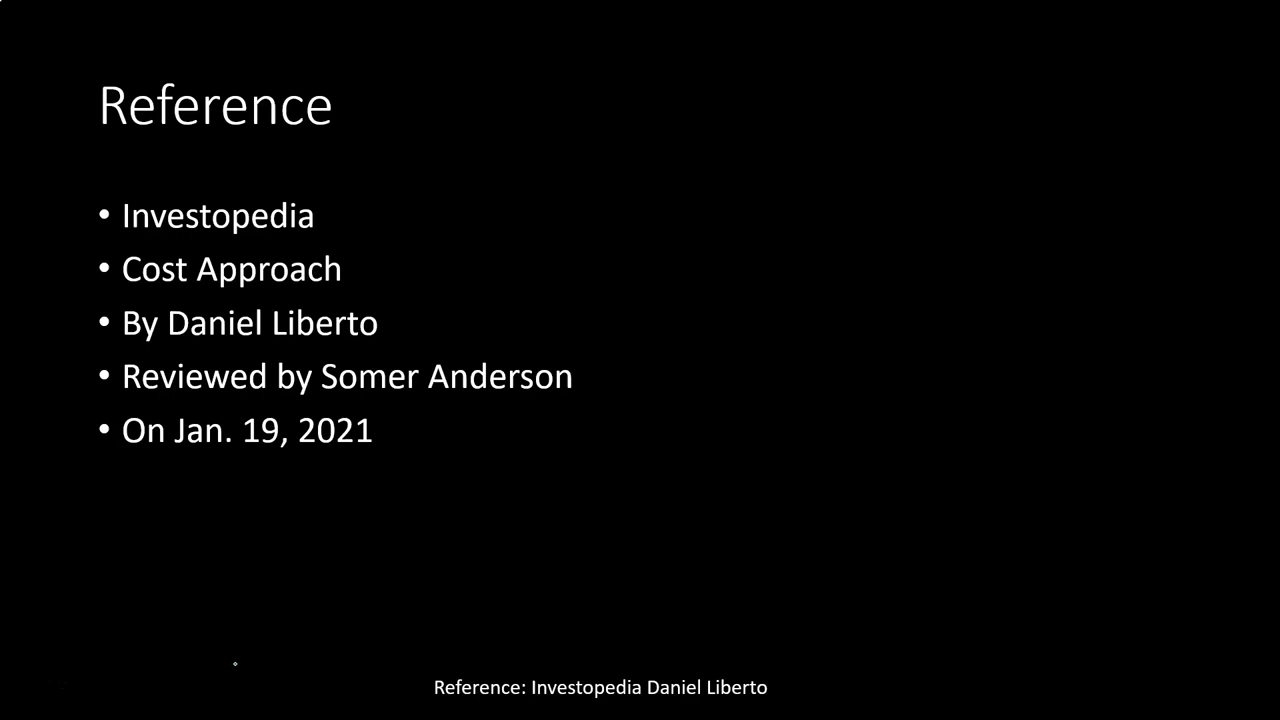 Reference
• Investopedia
• Cost Approach
• By Daniel Liberto
• Reviewed by Somer Anderson
• On Jan. 19, 2021
Reference: Investopedia Daniel Liberto